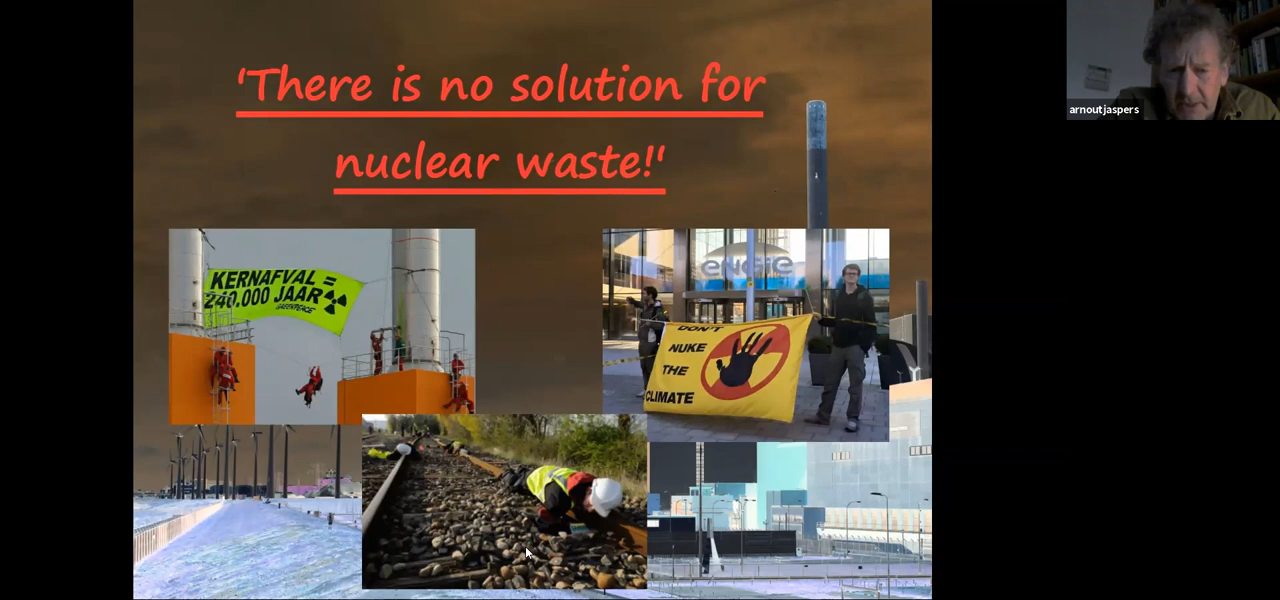 'There is no solution for
nuclear waste!'
arnoutjaspers
KERNAFVAL =
240.000 JAAR
GREENPEACE
engie
DON'T
NUKE
THE
CLIMATE